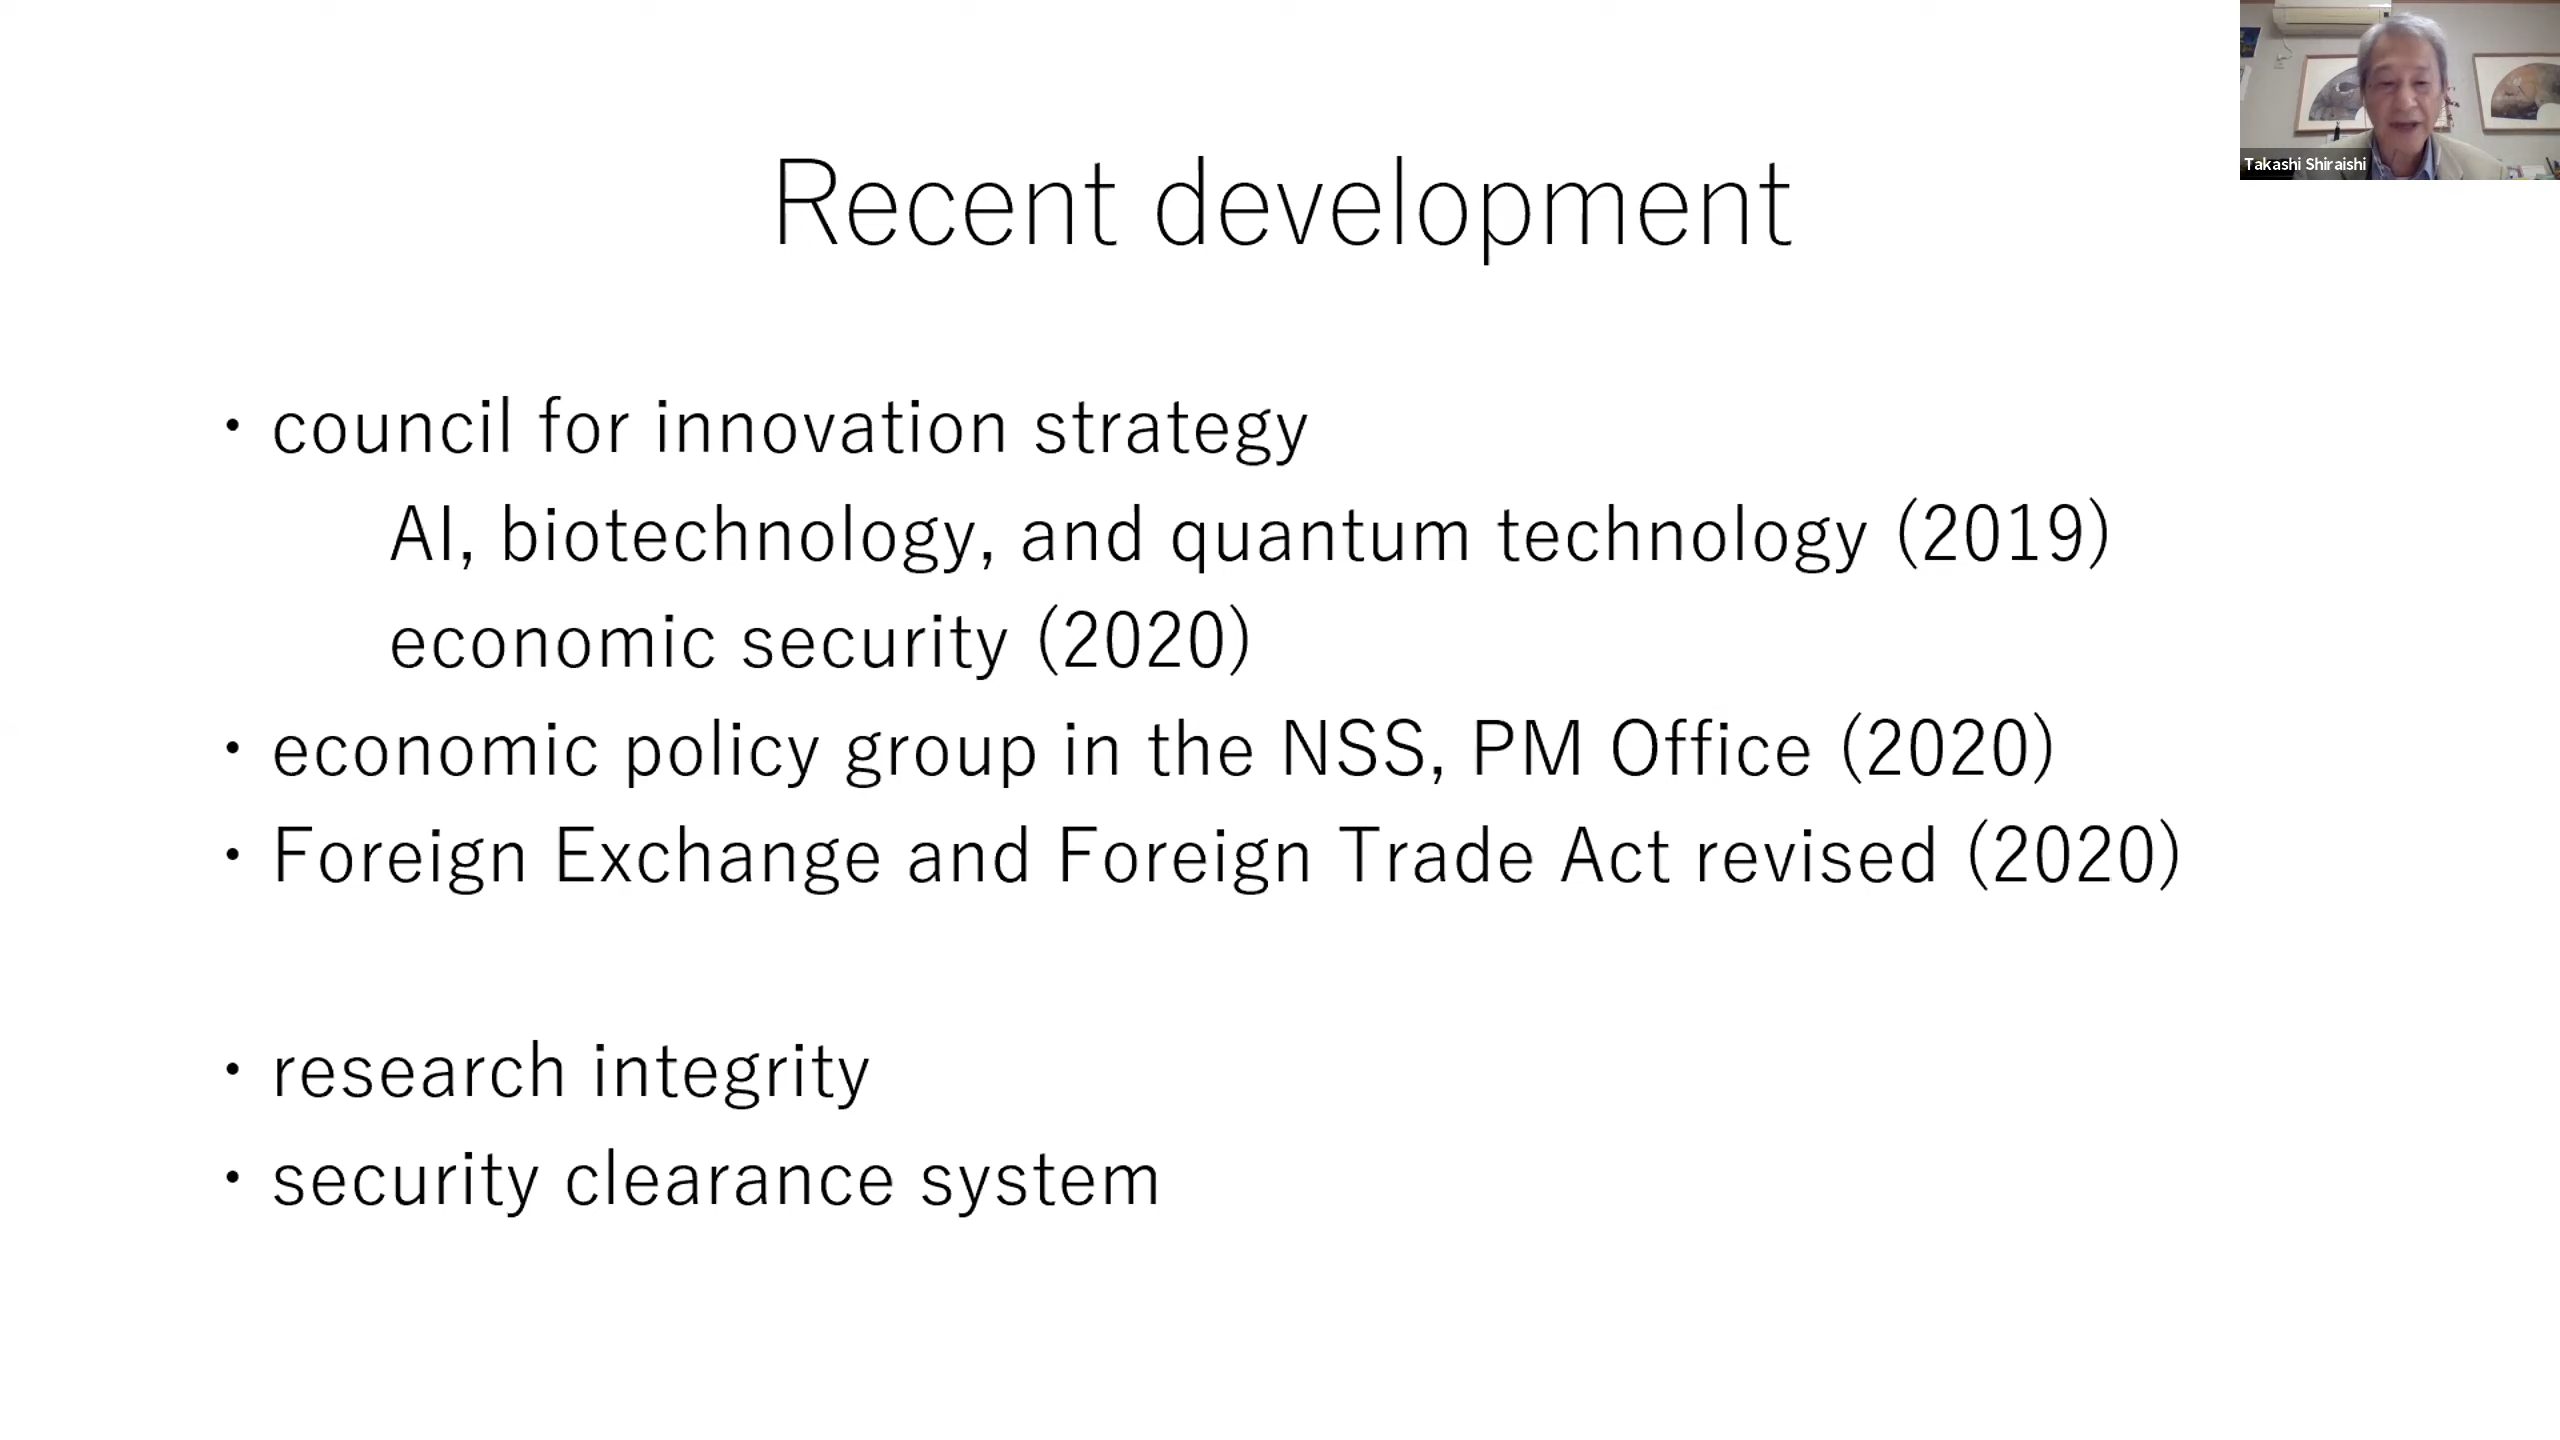 Takashi Shiraishi
Recent development
・council for innovation strategy
AI, biotechnology, and quantum technology (2019)
economic security (2020)
・economic policy group in the NSS, PM Office (2020)
・Foreign Exchange and Foreign Trade Act revised (2020)
・research integrity
・security clearance system